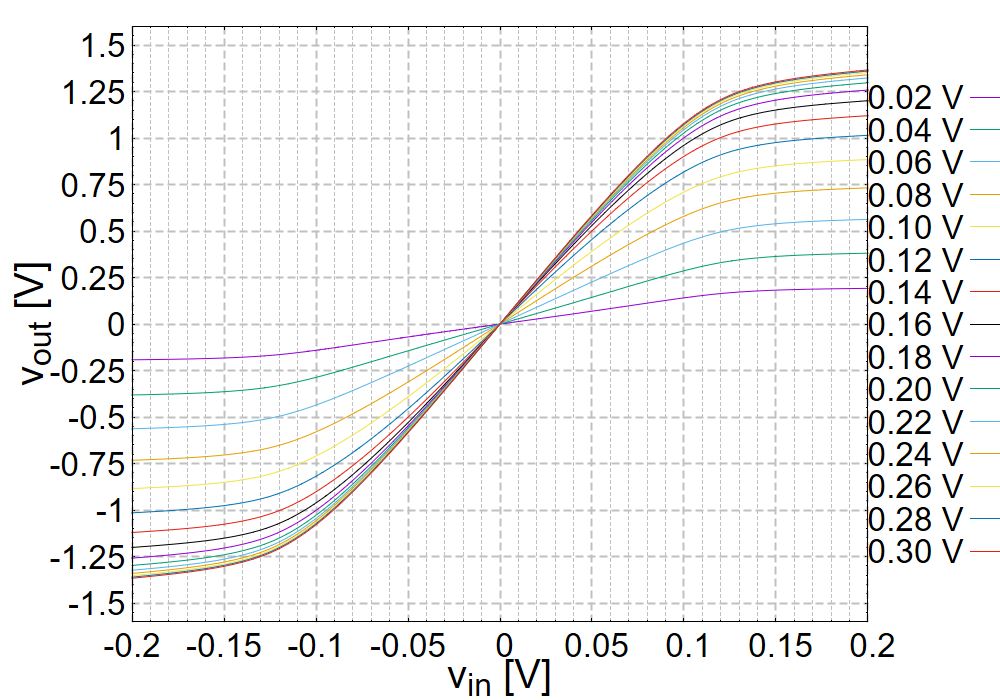 1.5
1.25
1
0.75
0.5
0.25
0
-0.25
-0.5
-0.75
-1
-1.25
-1.5
vout [V]
-0.2 -0.15 -0.1 -0.05 0 0.05 0.1 0.15 0.2
vin [V]
0.02 V
0.04 V
0.06 V
0.08 V
0.10 V
0.12 V
0.14 V
0.16 V
0.18 V
0.20 V
0.22 V
0.24 V
0.26 V
0.28 V
0.30 V